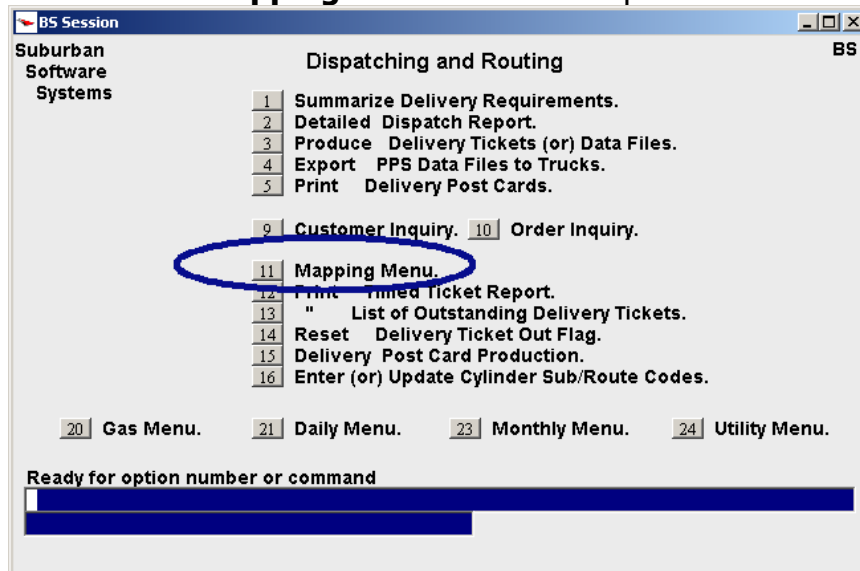 BS Session
Suburban Software Systems
Dispatching and Routing
BS
1 Summarize Delivery Requirements.
2 Detailed Dispatch Report.
3 Produce Delivery Tickets (or) Data Files.
4 Export PPS Data Files to Trucks.
5 Print Delivery Post Cards.
9 Customer Inquiry. 10 Order Inquiry.
11 Mapping Menu.
12 Print Timed Ticket Report.
13 " List of Outstanding Delivery Tickets.
14 Reset Delivery Ticket Out Flag.
15 Delivery Post Card Production.
16 Enter (or) Update Cylinder Sub/Route Codes.
20 Gas Menu. 21 Daily Menu. 23 Monthly Menu. 24 Utility Menu.
Ready for option number or command